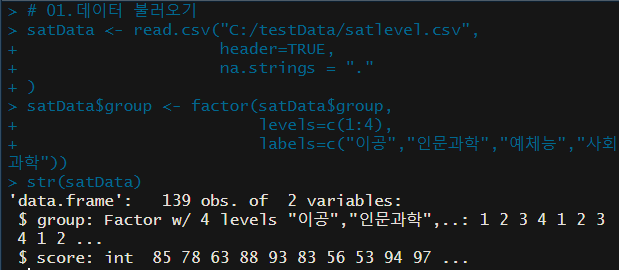 > # 01.데이터 불러오기
> satData <- read.csv("C:/testData/satlevel.csv",
+                     header=TRUE,
+                     na.strings = "."
+ )
> satData$group <- factor(satData$group,
+                         levels=c(1:4),
+                         labels=c("이공","인문과학","예체능","사회
과학"))
> str(satData)
'data.frame':   139 obs. of  2 variables:
 $ group: Factor w/ 4 levels "이공","인문과학",..: 1 2 3 4 1 2 3
4 1 2 ...
 $ score: int  85 78 63 88 93 83 56 53 94 97 ...